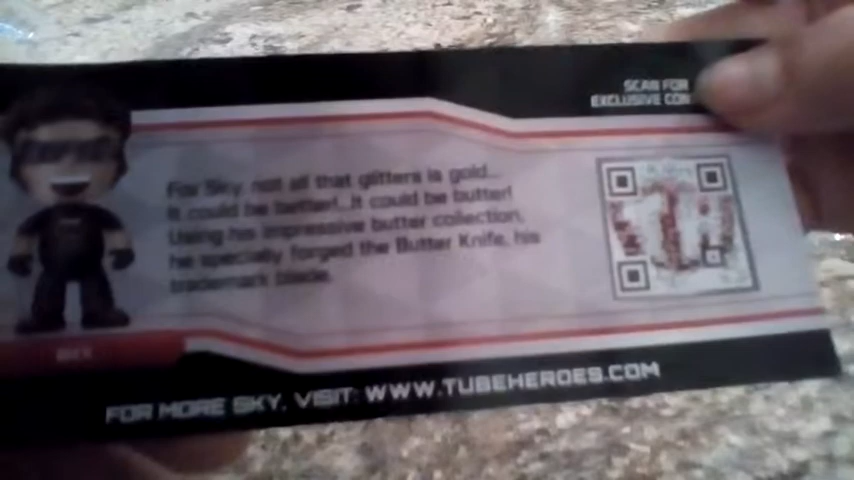 SCAN FOR
EXCLUSIVE CON
For Sky, not all that glitters is gold...
It could be better!...It could be butter!
Using his impressive butter collection,
he specially forged the Butter Knife, his
trademark blade.
SKY
FOR MORE SKY, VISIT: WWW.TUBEHEROES.COM